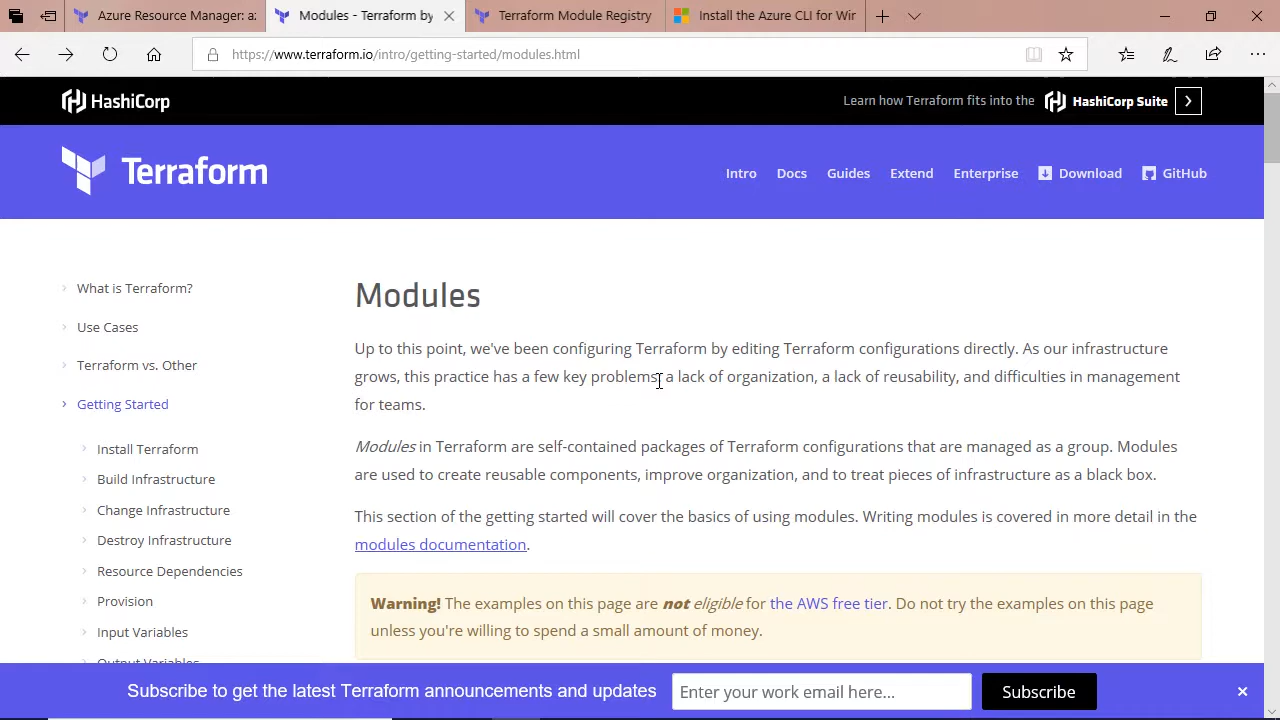 Azure Resource Manager: az
Modules - Terraform by
Terraform Module Registry
Install the Azure CLI for Wir
https://www.terraform.io/intro/getting-started/modules.html
HashiCorp
Learn how Terraform fits into the HashiCorp Suite
Terraform
Intro Docs Guides Extend Enterprise Download GitHub
What is Terraform?
Use Cases
Terraform vs. Other
Getting Started
Install Terraform
Build Infrastructure
Change Infrastructure
Destroy Infrastructure
Resource Dependencies
Provision
Input Variables
Output Variables
Modules
Up to this point, we've been configuring Terraform by editing Terraform configurations directly. As our infrastructure
grows, this practice has a few key problems: a lack of organization, a lack of reusability, and difficulties in management
for teams.
Modules in Terraform are self-contained packages of Terraform configurations that are managed as a group. Modules
are used to create reusable components, improve organization, and to treat pieces of infrastructure as a black box.
This section of the getting started will cover the basics of using modules. Writing modules is covered in more detail in the
modules documentation.
Warning! The examples on this page are not eligible for the AWS free tier. Do not try the examples on this page
unless you're willing to spend a small amount of money.
Subscribe to get the latest Terraform announcements and updates
Enter your work email here...
Subscribe
×